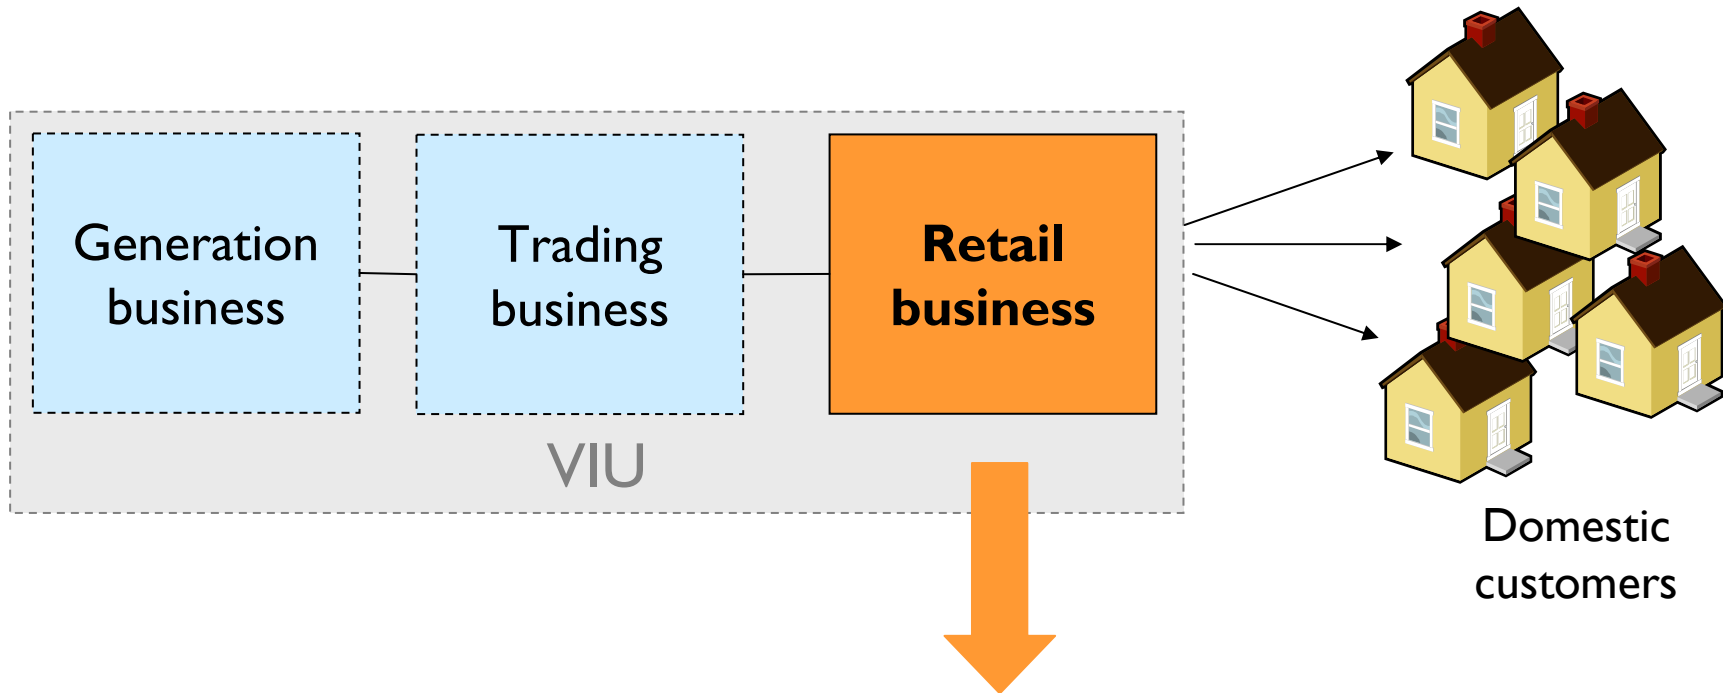 Generation
business
Trading
business
Retail
business
VIU
Domestic
customers